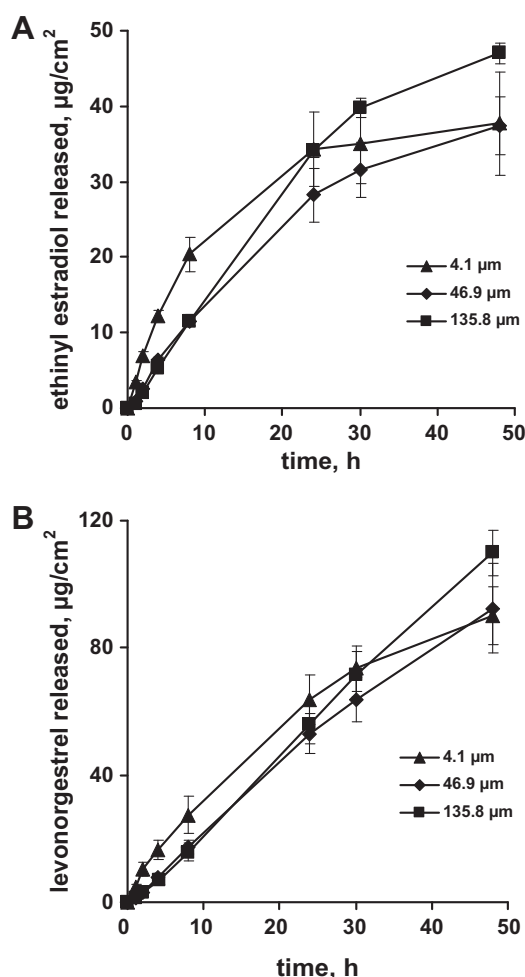 A
ethinyl estradiol released, µg/cm²
50
40
30
20
10
0
4.1 µm
46.9 µm
135.8 µm
0 10 20 30 40 50
time, h
B
levonorgestrel released, µg/cm²
120
80
40
0
4.1 µm
46.9 µm
135.8 µm
0 10 20 30 40 50
time, h